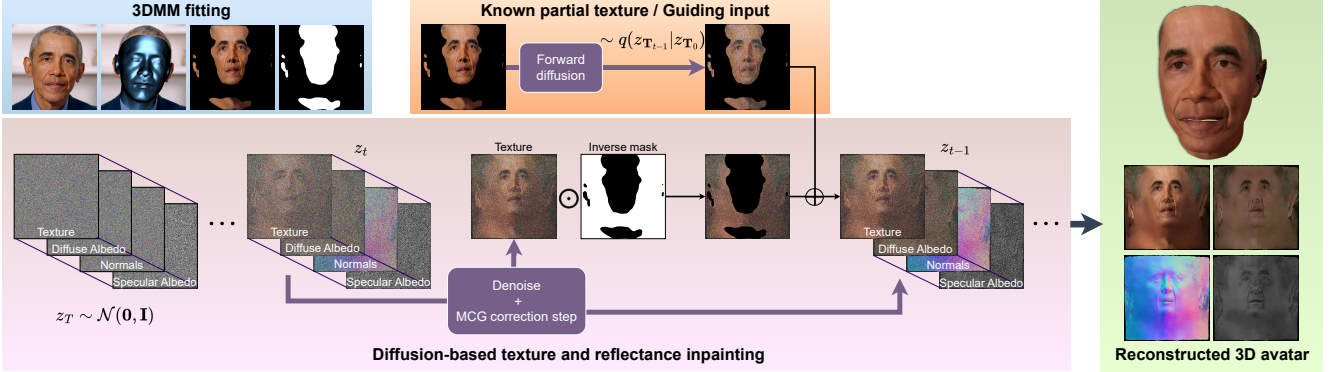 3DMM fitting
Known partial texture / Guiding input
∼ q(z_{T_{t−1}}|z_{T_0})
Forward
diffusion
z_t
Texture
Diffuse Albedo
Normals
Specular Albedo
z_T ∼ 𝒩(0, I)
...
Texture
Diffuse Albedo
Normals
Specular Albedo
Texture
⊙
Inverse mask
Denoise
+
MCG correction step
z_{t−1}
Texture
Diffuse Albedo
Normals
Specular Albedo
...
Diffusion-based texture and reflectance inpainting
Reconstructed 3D avatar